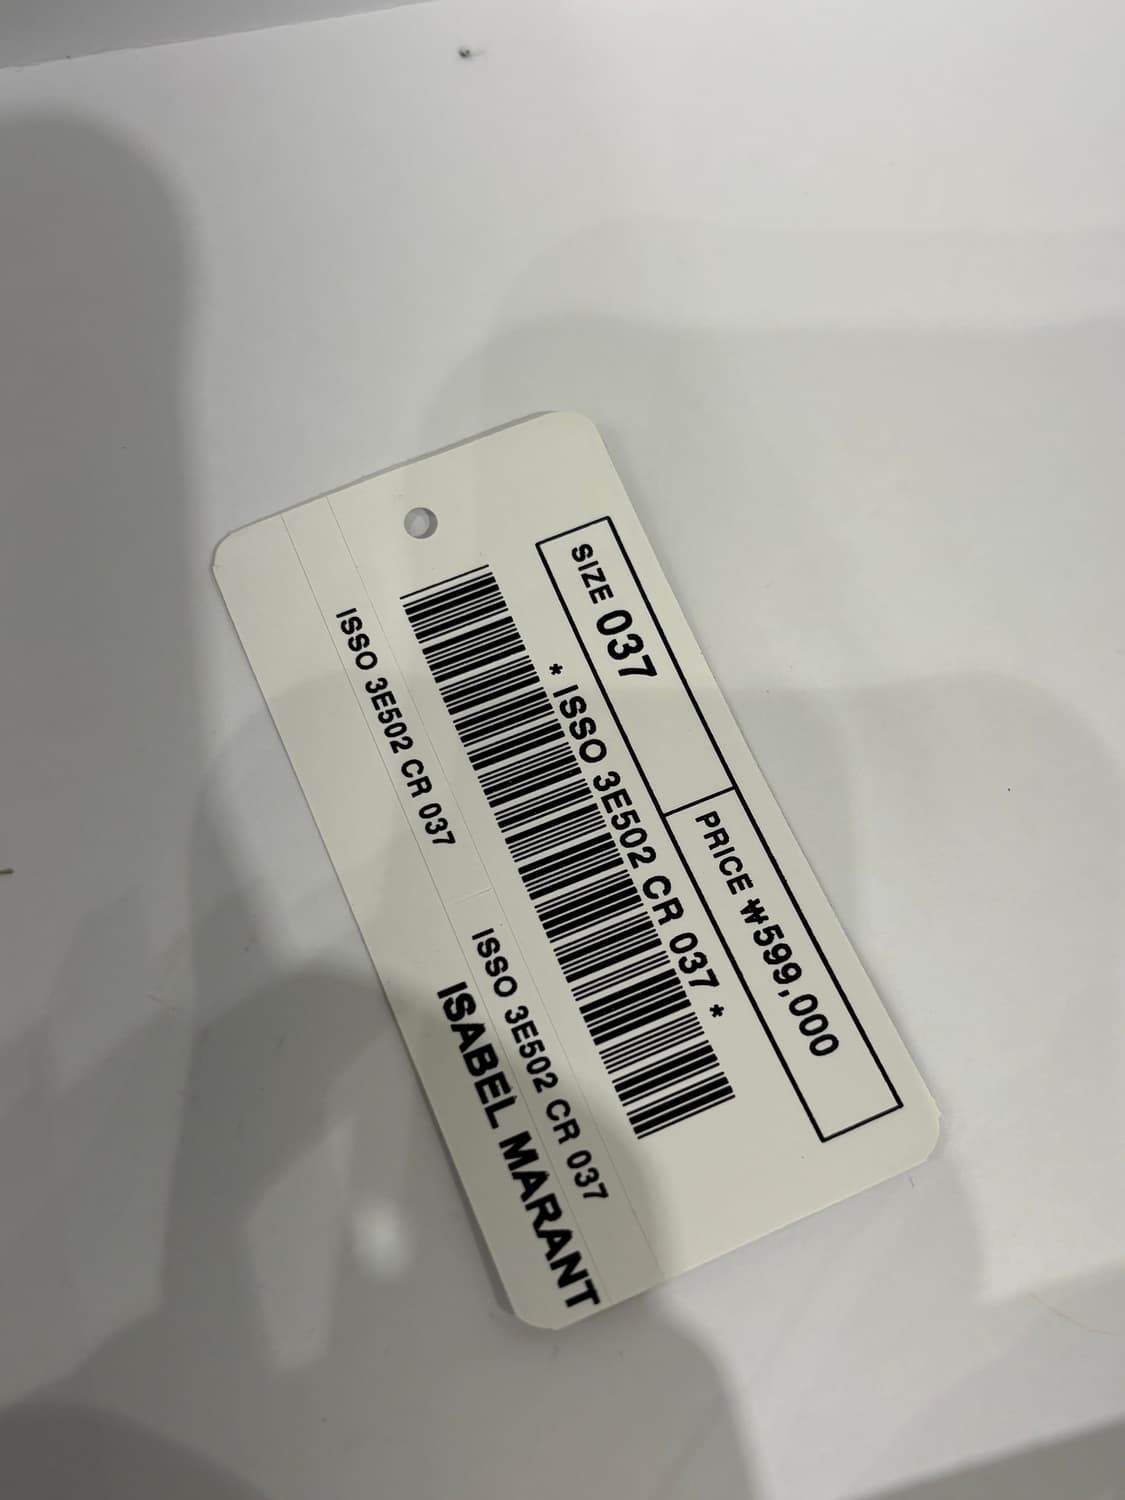 SIZE 037
PRICE ₩599,000
* ISSO 3E502 CR 037 *
ISSO 3E502 CR 037
ISSO 3E502 CR 037
ISABEL MARANT